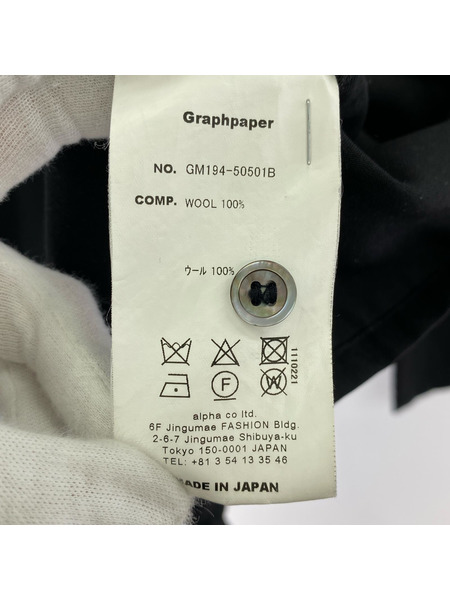 Graphpaper
NO. GM194-50501B
COMP. WOOL 100%
ウール 100%
F
W
1110221
alpha co ltd.
6F Jingumae FASHION Bldg.
2-6-7 Jingumae Shibuya-ku
Tokyo 150-0001 JAPAN
TEL: +81 3 54 13 35 46
MADE IN JAPAN